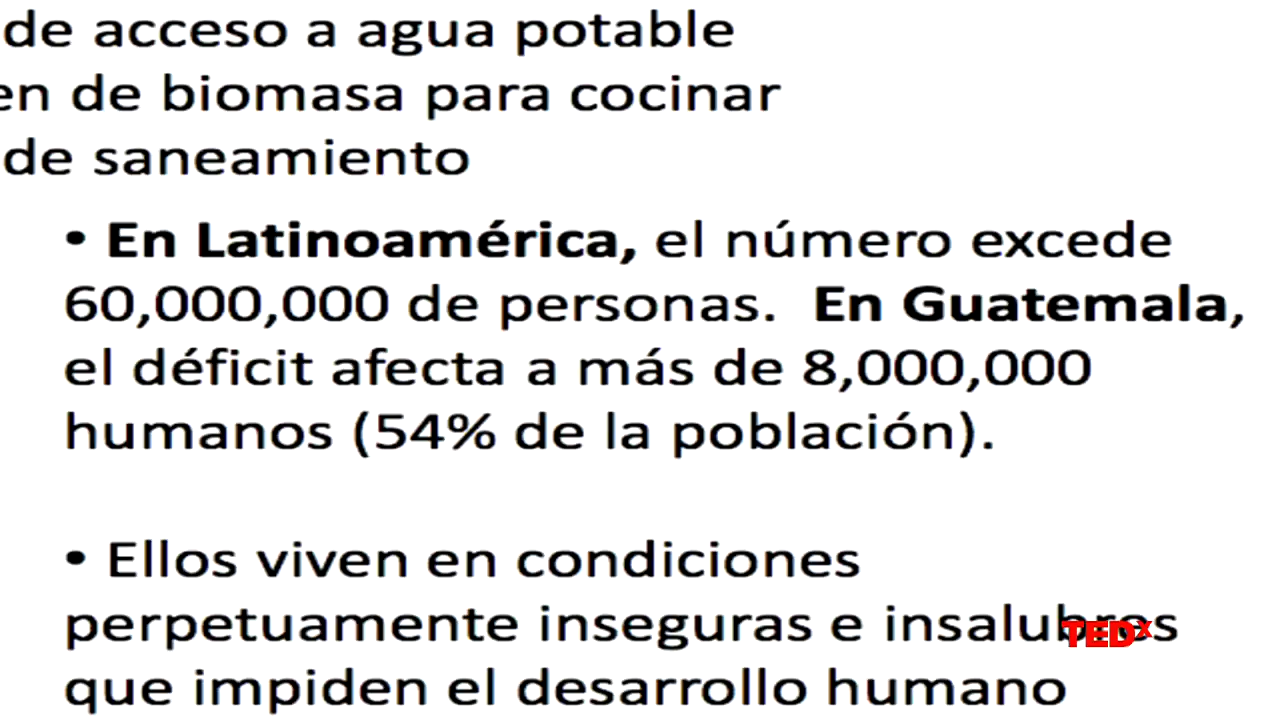 de acceso a agua potable
en de biomasa para cocinar
de saneamiento
• En Latinoamérica, el número excede
60,000,000 de personas. En Guatemala,
el déficit afecta a más de 8,000,000
humanos (54% de la población).
• Ellos viven en condiciones
perpetuamente inseguras e insalubres
que impiden el desarrollo humano
TEDx